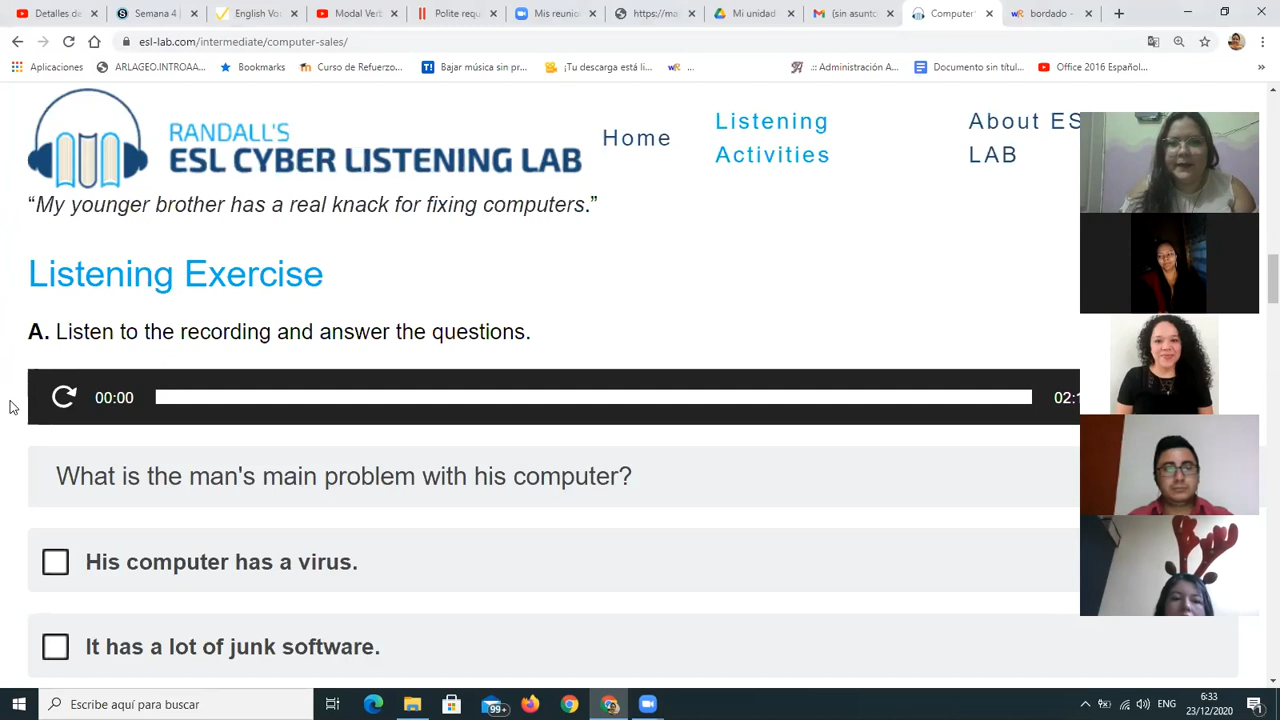 Detalles de
Semana 4
English Voc
Modal Verb
Polite requ
Mis reunio
https://ma
Mi unidad
(sin asunto
Computer
bordado -
esl-lab.com/intermediate/computer-sales/
Aplicaciones
ARLAGEO.INTROAA...
Bookmarks
Curso de Refuerzo...
Bajar música sin pr...
¡Tu descarga está li...
...
.:: Administración A...
Documento sin títul...
Office 2016 Español...
»
RANDALL'S
ESL CYBER LISTENING LAB
Home
Listening
Activities
About ES
LAB
“My younger brother has a real knack for fixing computers.”
Listening Exercise
A. Listen to the recording and answer the questions.
00:00
02:1
What is the man's main problem with his computer?
His computer has a virus.
It has a lot of junk software.
Escribe aquí para buscar
99+
ENG
6:33
23/12/2020